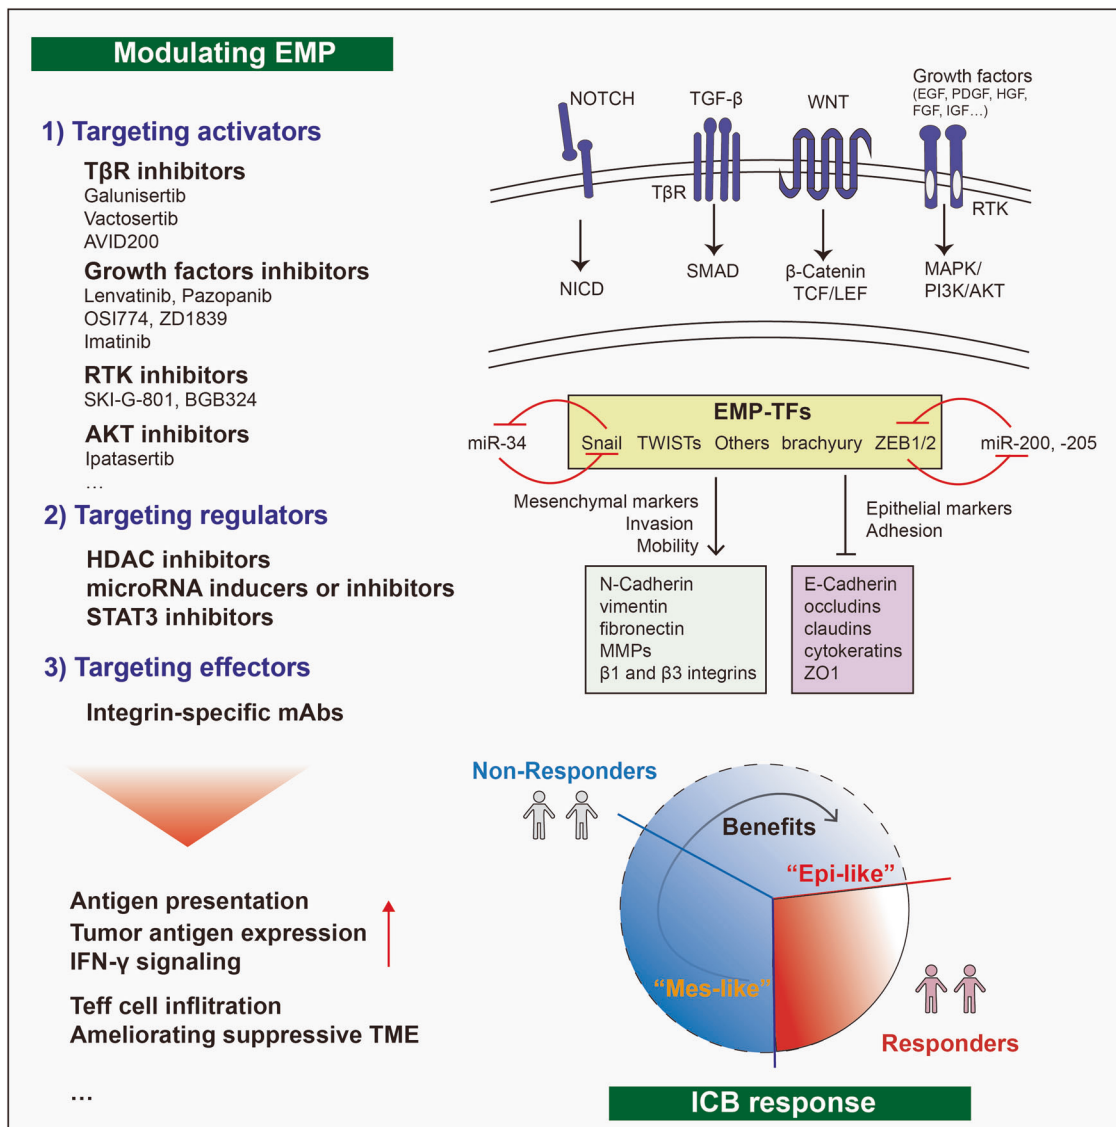 Modulating EMP
1) Targeting activators
TβR inhibitors
Galunisertib
Vactosertib
AVID200
Growth factors inhibitors
Lenvatinib, Pazopanib
OSI774, ZD1839
Imatinib
RTK inhibitors
SKI-G-801, BGB324
AKT inhibitors
Ipatasertib
...
2) Targeting regulators
HDAC inhibitors
microRNA inducers or inhibitors
STAT3 inhibitors
3) Targeting effectors
Integrin-specific mAbs
Antigen presentation
Tumor antigen expression
IFN-γ signaling
Teff cell inflitration
Ameliorating suppressive TME
...
NOTCH
TGF-β
WNT
Growth factors
(EGF, PDGF, HGF,
FGF, IGF...)
TβR
RTK
NICD
SMAD
β-Catenin
TCF/LEF
MAPK/
PI3K/AKT
EMP-TFs
miR-34
Snail TWISTs Others brachyury ZEB1/2
miR-200, -205
Mesenchymal markers
Invasion
Mobility
Epithelial markers
Adhesion
N-Cadherin
vimentin
fibronectin
MMPs
β1 and β3 integrins
E-Cadherin
occludins
claudins
cytokeratins
ZO1
Non-Responders
Benefits
“Epi-like”
“Mes-like”
Responders
ICB response